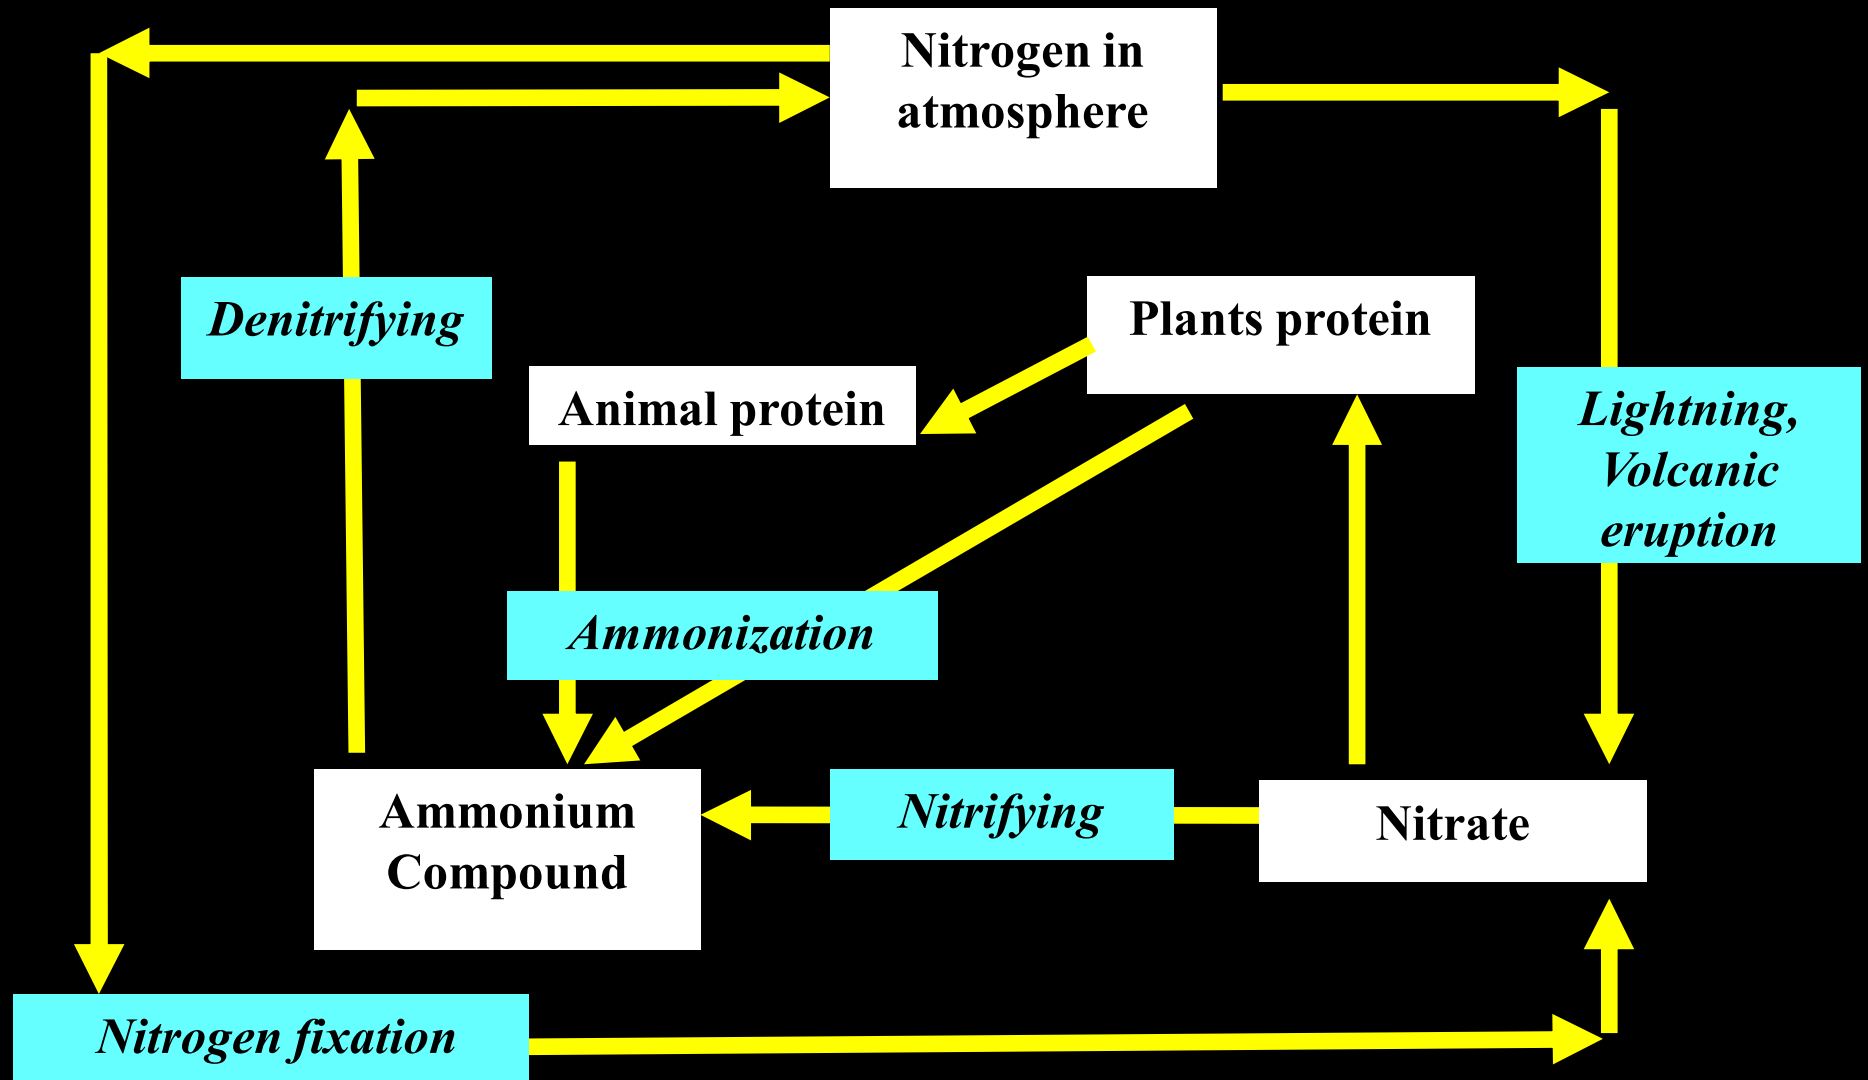 Nitrogen in
atmosphere
Denitrifying
Plants protein
Animal protein
Lightning,
Volcanic
eruption
Ammonization
Ammonium
Compound
Nitrifying
Nitrate
Nitrogen fixation